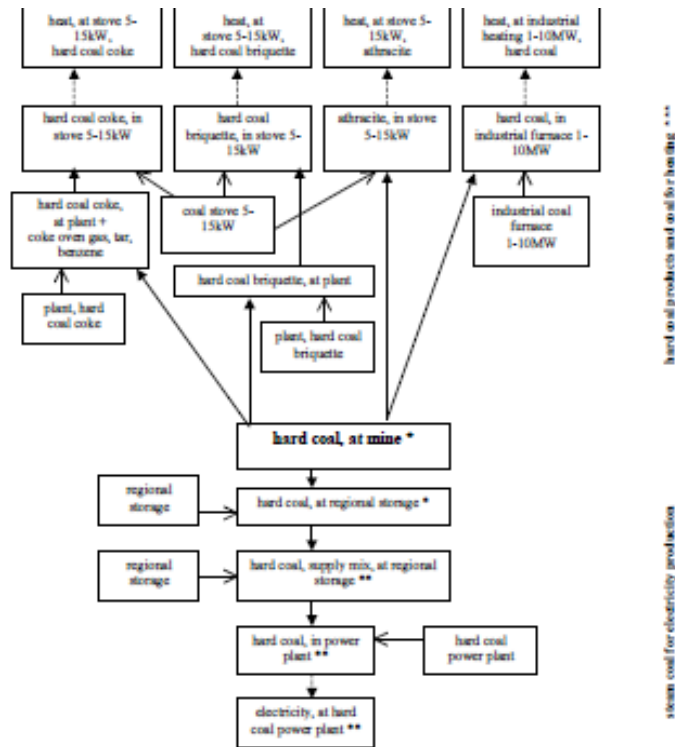 heat, at stove 5-
15kW,
hard coal coke
heat, at
stove 5-15kW,
hard coal briquette
heat, at stove 5-
15kW,
athracite
heat, at industrial
heating 1-10MW,
hard coal
hard coal coke, in
stove 5-15kW
hard coal
briquette, in stove 5-
15kW
athracite, in stove
5-15kW
hard coal, in
industrial furnace 1-
10MW
hard coal coke,
at plant +
coke oven gas, tar,
benzene
coal stove 5-
15kW
industrial coal
furnace
1-10MW
hard coal briquette, at plant
plant, hard
coal coke
plant, hard coal
briquette
hard coal products and coal for heating ***
hard coal, at mine *
regional
storage
hard coal, at regional storage *
regional
storage
hard coal, supply mix, at regional
storage **
hard coal, in power
plant **
hard coal
power plant
electricity, at hard
coal power plant **
steam coal for electricity production